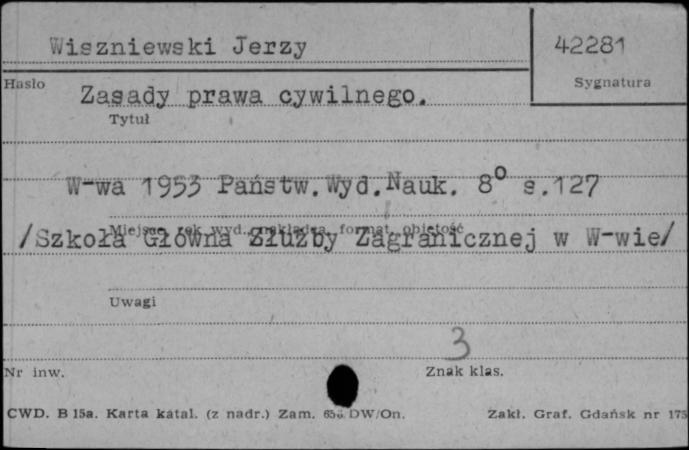 Wiszniewski Jerzy
42281
Hasło
Sygnatura
Zasady prawa cywilnego.
Tytuł
W-wa 1953 Państw.Wyd.Nauk. 8° s.127
Miejsce, rok wyd., nakładca, format, objętość
/Szkoła Główna Służby Zagranicznej w W-wie/
Uwagi
3
Nr inw.
Znak klas.
CWD. B 15a. Karta katal. (z nadr.) Zam. DW/On.
Zakł. Graf. Gdańsk nr 175